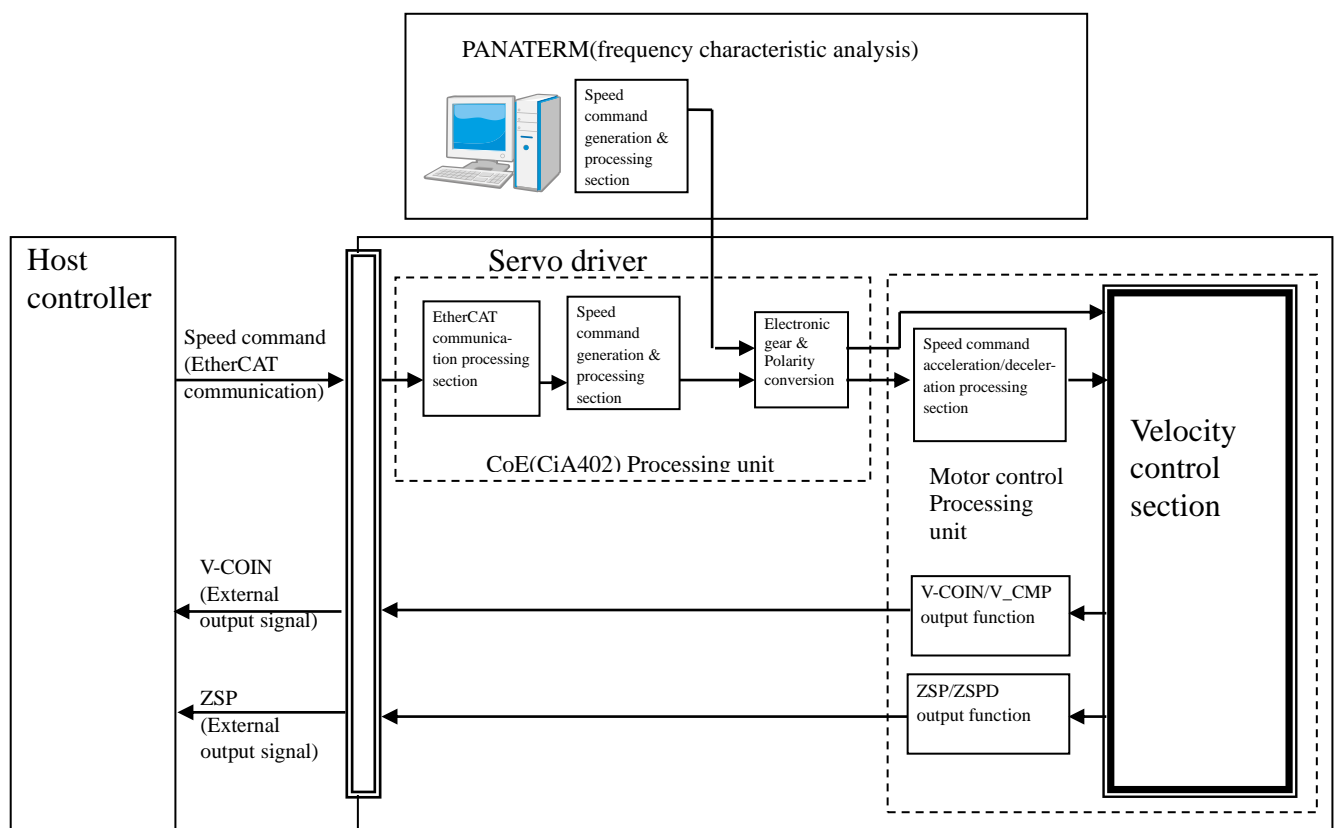 PANATERM(frequency characteristic analysis)
Speed
command
generation &
processing
section
Host
controller
Servo driver
Speed command
(EtherCAT
communication)
EtherCAT
communica-
tion processing
section
Speed
command
generation &
processing
section
Electronic
gear &
Polarity
conversion
Speed command
acceleration/deceler-
ation processing
section
Velocity
control
section
CoE(CiA402) Processing unit
Motor control
Processing
unit
V-COIN
(External
output signal)
V-COIN/V_CMP
output function
ZSP
(External
output signal)
ZSP/ZSPD
output function